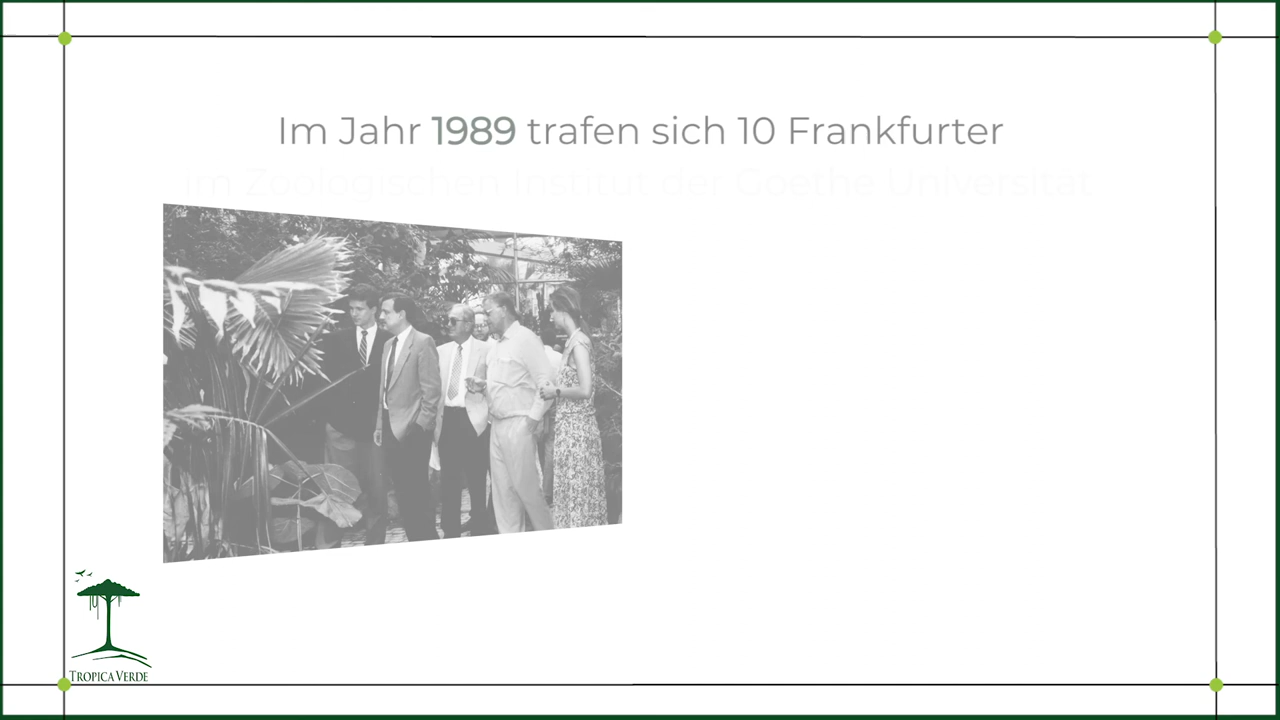 Im Jahr 1989 trafen sich 10 Frankfurter
im Zoologischen Institut der Goethe Universität
TROPICA VERDE